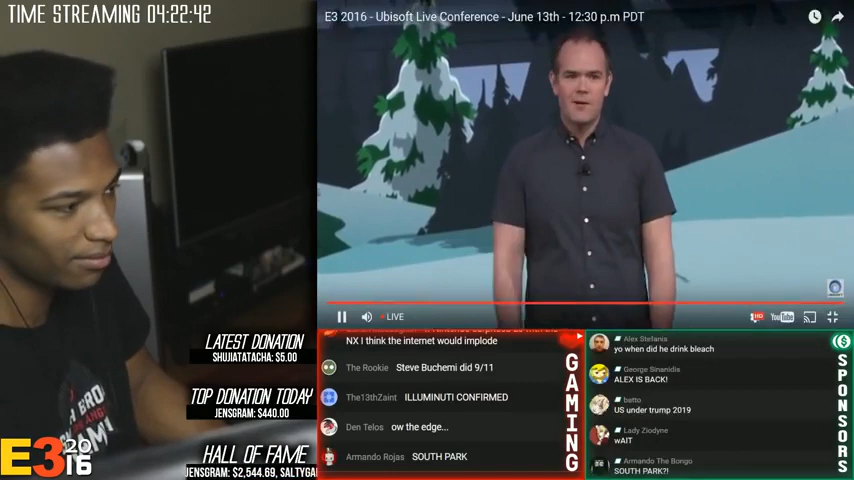 TIME STREAMING 04:22:42
E3 2016 - Ubisoft Live Conference - June 13th - 12:30 p.m PDT
LIVE
HD
YouTube
LATEST DONATION
SHUJIATATACHA: $5.00
TOP DONATION TODAY
JENSGRAM: $440.00
HALL OF FAME
JENSGRAM: $2,544.69, SALTYGA
E3 2016
NX I think the internet would implode
The Rookie Steve Buchemi did 9/11
The13thZaint ILLUMINUTI CONFIRMED
Den Telos ow the edge...
Armando Rojas SOUTH PARK
GAMING
Alex Stefanis
yo when did he drink bleach
George Sinanidis
ALEX IS BACK!
batto
US under trump 2019
Lady Ziodyne
wAIT
Armando The Bongo
SOUTH PARK?!
SPONSORS